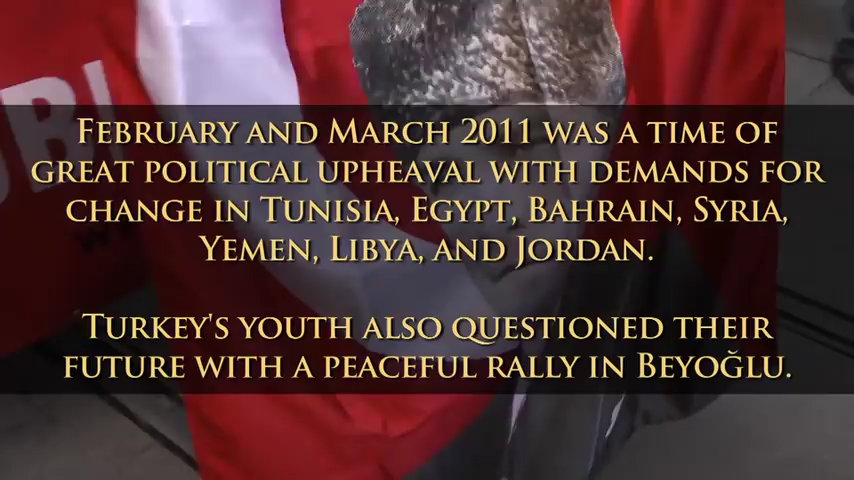 FEBRUARY AND MARCH 2011 WAS A TIME OF
GREAT POLITICAL UPHEAVAL WITH DEMANDS FOR
CHANGE IN TUNISIA, EGYPT, BAHRAIN, SYRIA,
YEMEN, LIBYA, AND JORDAN.
TURKEY'S YOUTH ALSO QUESTIONED THEIR
FUTURE WITH A PEACEFUL RALLY IN BEYOĞLU.